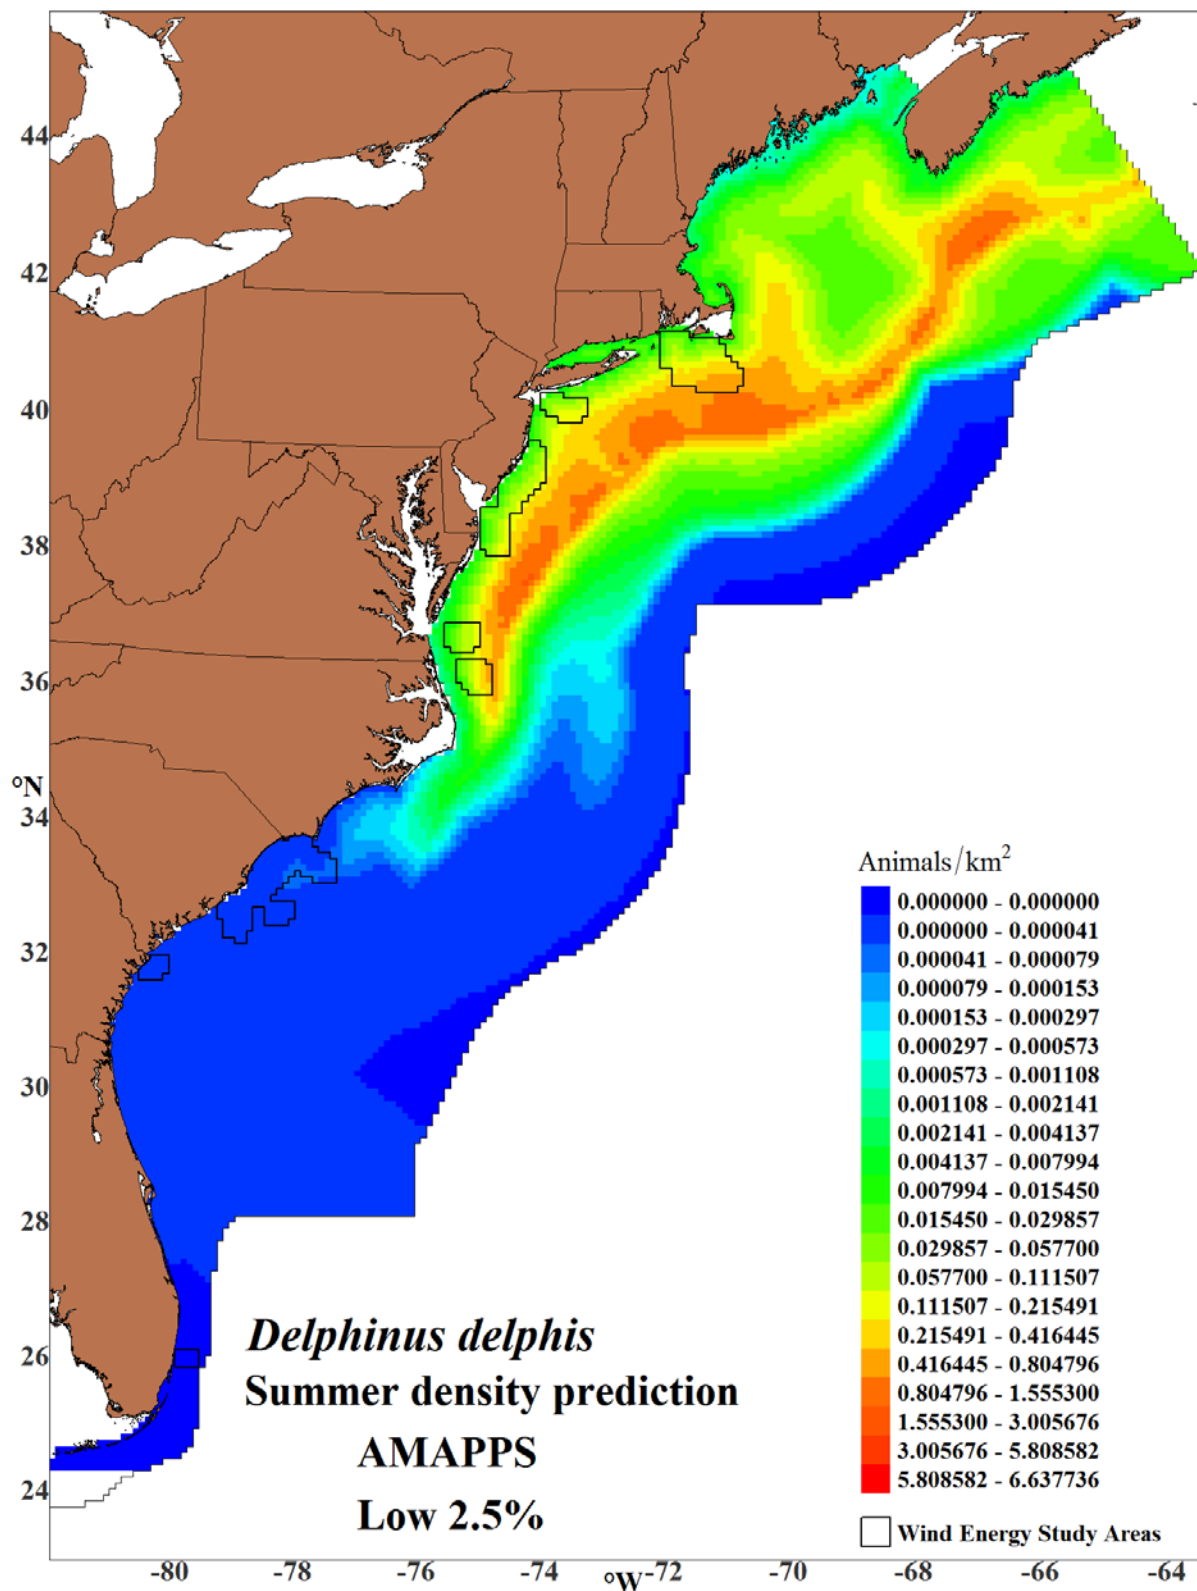 44
42
40
38
36
°N
34
32
30
28
26
24
Animals/km²
0.000000 - 0.000000
0.000000 - 0.000041
0.000041 - 0.000079
0.000079 - 0.000153
0.000153 - 0.000297
0.000297 - 0.000573
0.000573 - 0.001108
0.001108 - 0.002141
0.002141 - 0.004137
0.004137 - 0.007994
0.007994 - 0.015450
0.015450 - 0.029857
0.029857 - 0.057700
0.057700 - 0.111507
0.111507 - 0.215491
0.215491 - 0.416445
0.416445 - 0.804796
0.804796 - 1.555300
1.555300 - 3.005676
3.005676 - 5.808582
5.808582 - 6.637736
Wind Energy Study Areas
Delphinus delphis
Summer density prediction
AMAPPS
Low 2.5%
-80 -78 -76 -74 °W -72 -70 -68 -66 -64